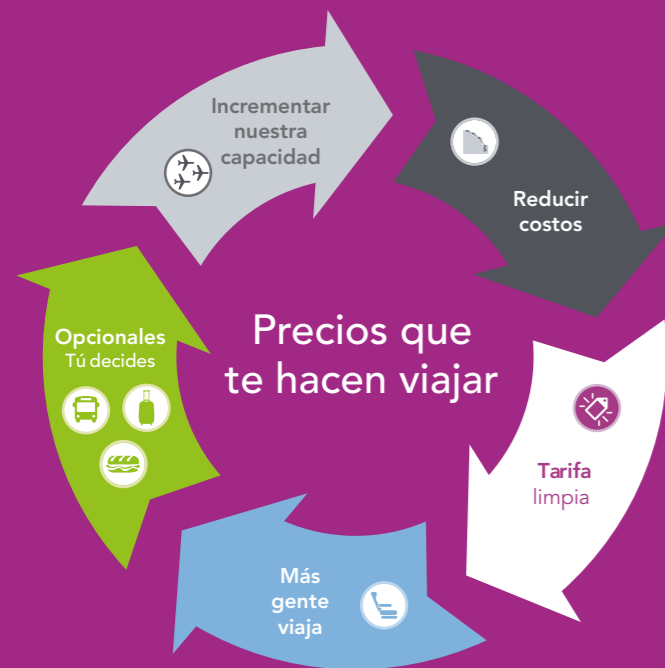 Incrementar
nuestra
capacidad
Reducir
costos
Tarifa
limpia
Más
gente
viaja
Opcionales
Tú decides
Precios que
te hacen viajar